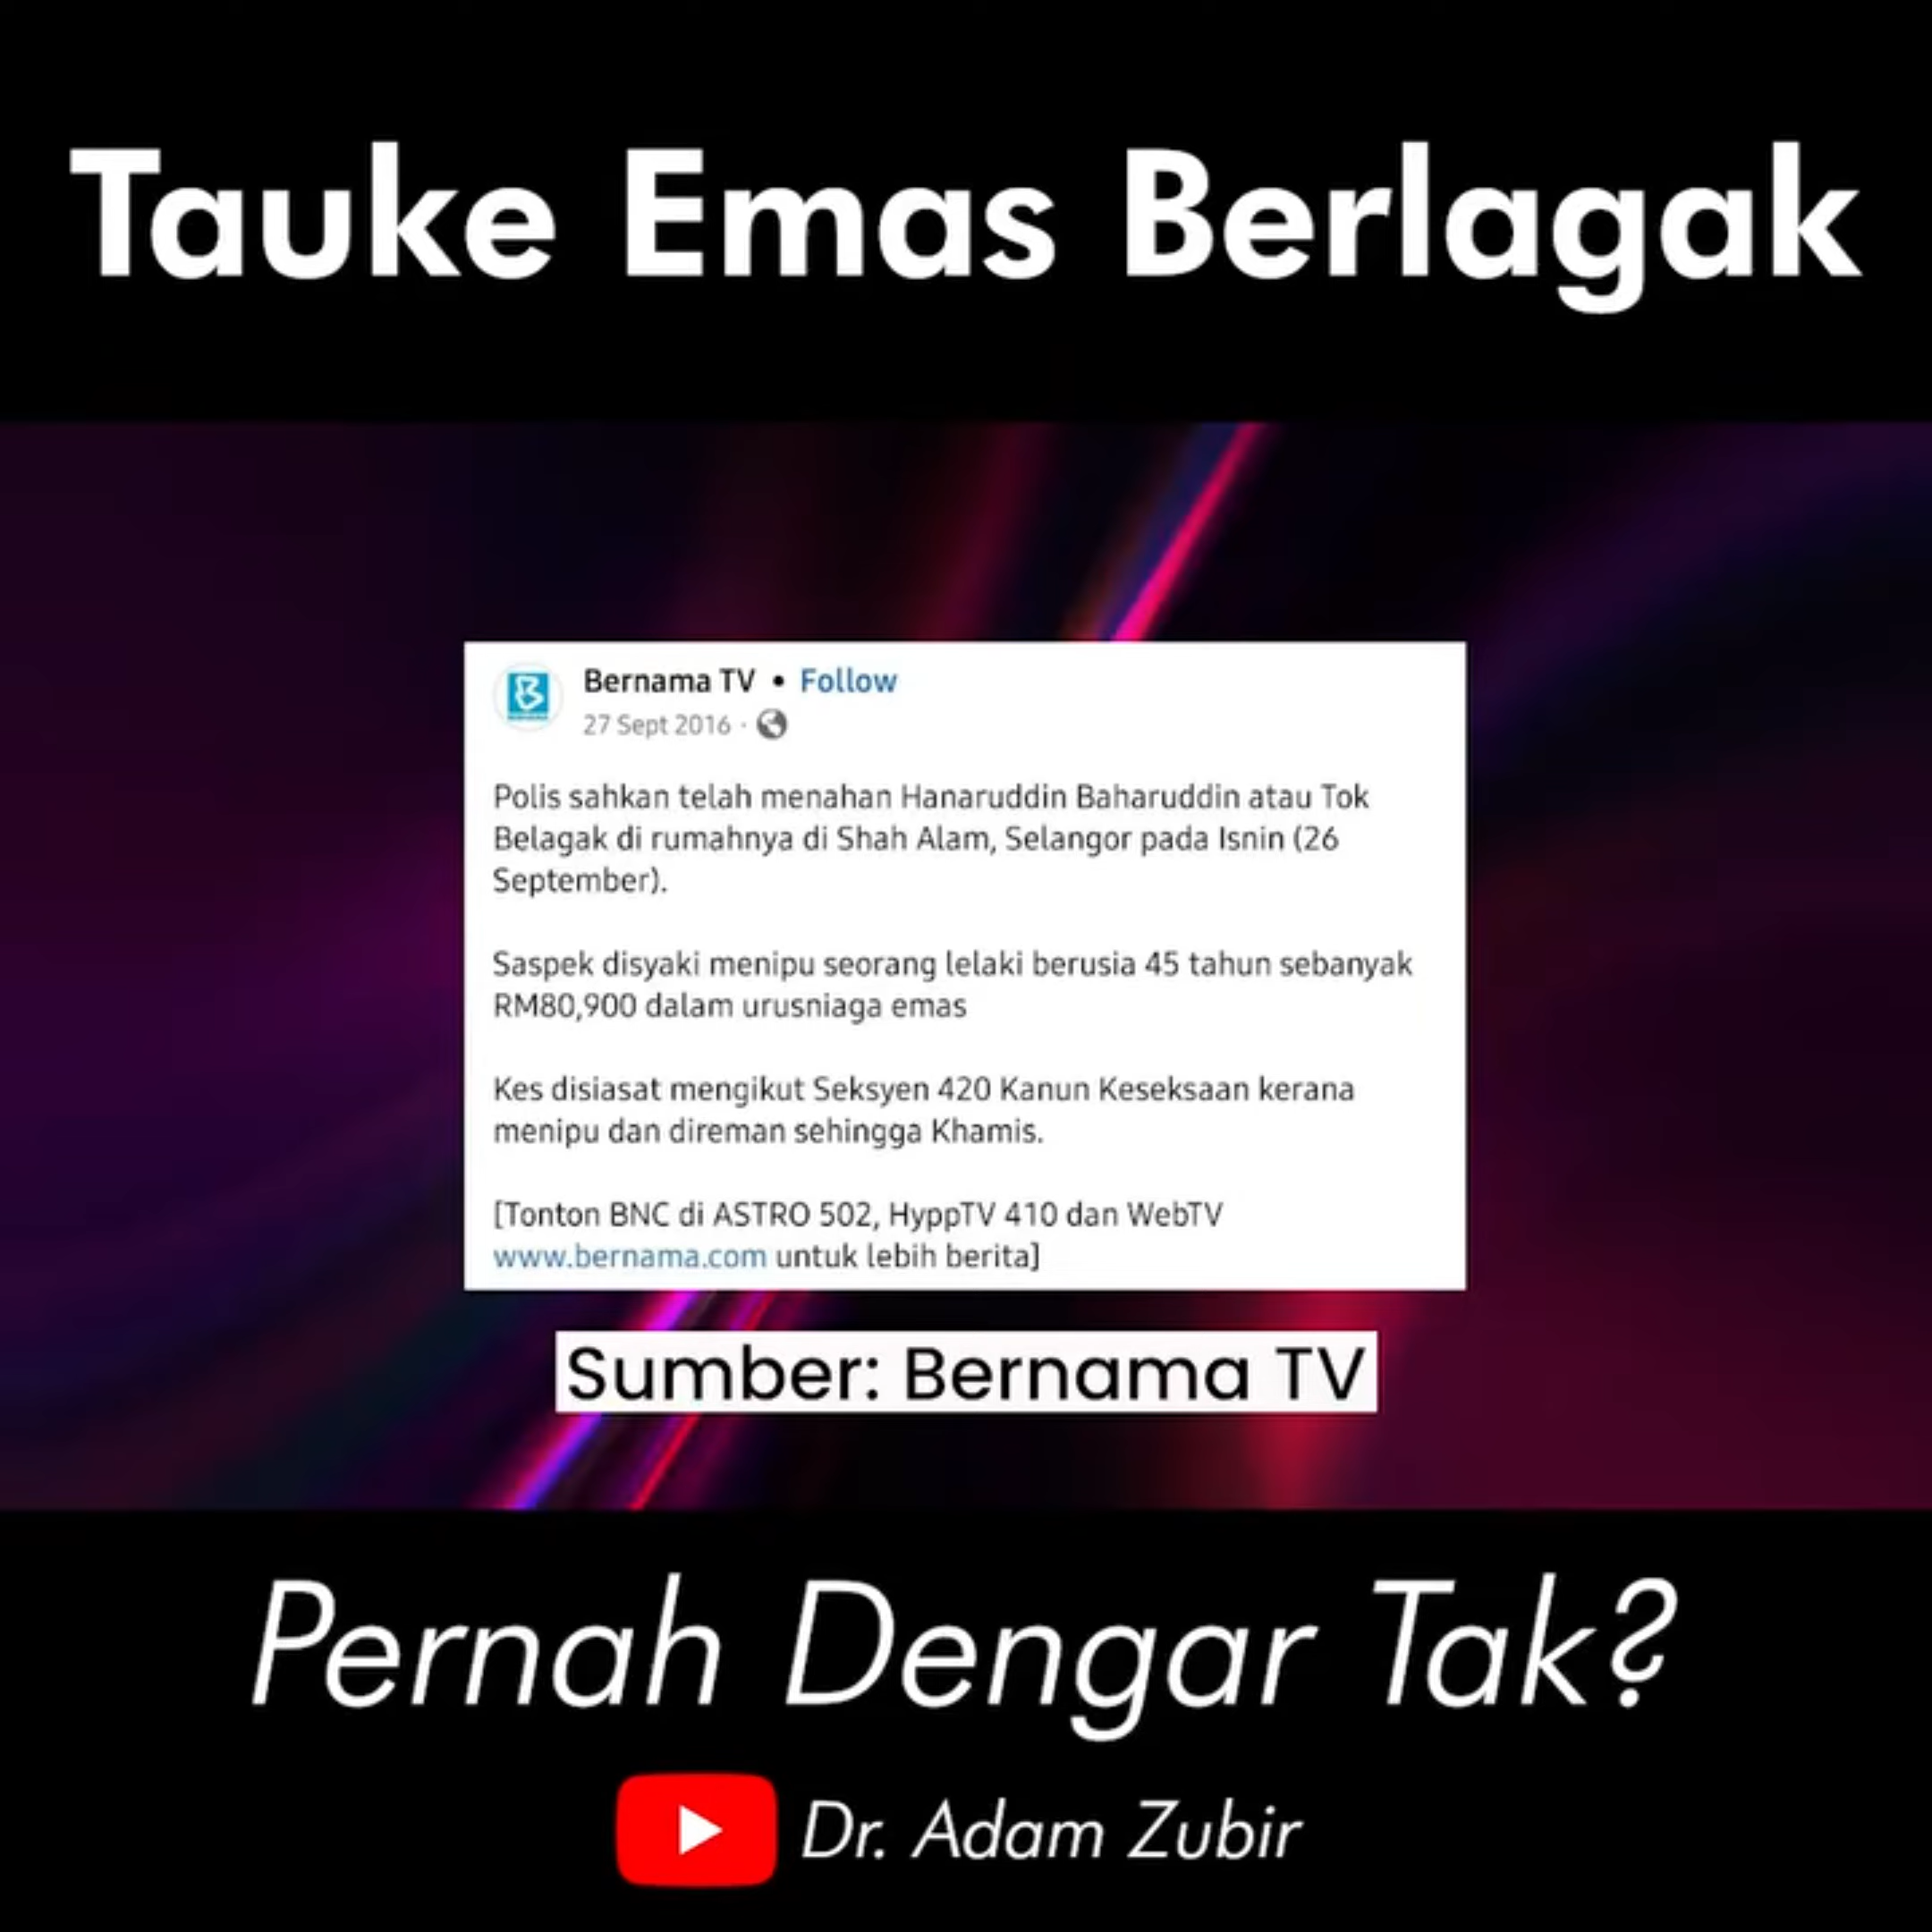 Tauke Emas Berlagak
Bernama TV • Follow
27 Sept 2016 ·
Polis sahkan telah menahan Hanaruddin Baharuddin atau Tok
Belagak di rumahnya di Shah Alam, Selangor pada Isnin (26
September).
Saspek disyaki menipu seorang lelaki berusia 45 tahun sebanyak
RM80,900 dalam urusniaga emas
Kes disiasat mengikut Seksyen 420 Kanun Keseksaan kerana
menipu dan direman sehingga Khamis.
[Tonton BNC di ASTRO 502, HyppTV 410 dan WebTV
www.bernama.com untuk lebih berita]
Sumber: Bernama TV
Pernah Dengar Tak?
Dr. Adam Zubir